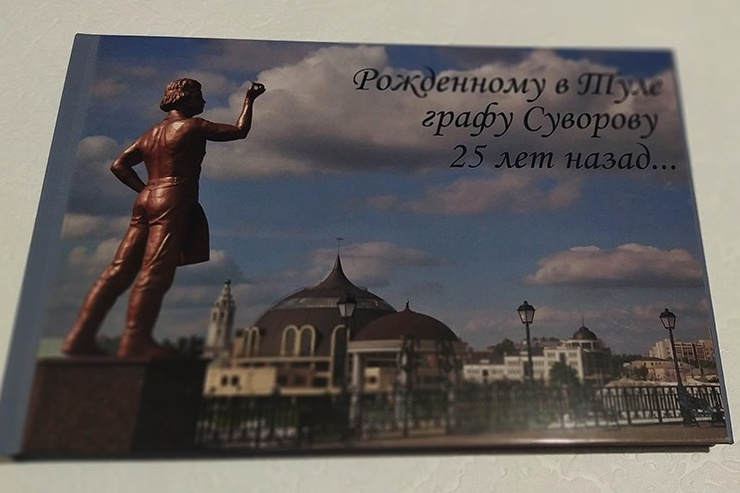 Рожденному в Туле
графу Суворову
25 лет назад...